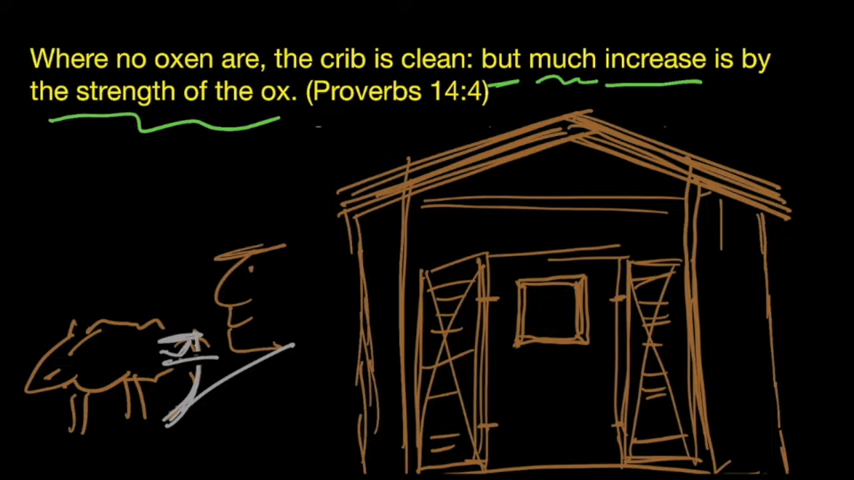 Where no oxen are, the crib is clean: but much increase is by
the strength of the ox. (Proverbs 14:4)